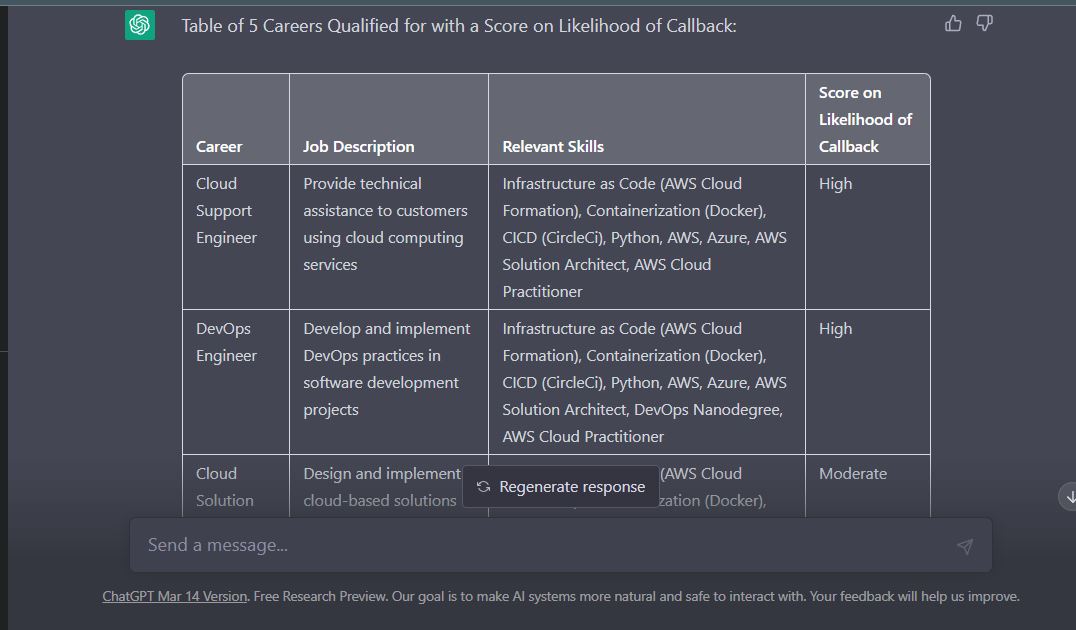 Table of 5 Careers Qualified for with a Score on Likelihood of Callback:
Score on
Likelihood of
Career Job Description Relevant Skills Callback
Cloud Provide technical Infrastructure as Code (AWS Cloud High
Support assistance to customers Formation), Containerization (Docker),
Engineer using cloud computing CICD (CircleCi), Python, AWS, Azure, AWS
services Solution Architect, AWS Cloud
Practitioner
DevOps Develop and implement Infrastructure as Code (AWS Cloud High
Engineer DevOps practices in Formation), Containerization (Docker),
software development CICD (CircleCi), Python, AWS, Azure, AWS
projects Solution Architect, DevOps Nanodegree,
AWS Cloud Practitioner
Cloud Design and implement (AWS Cloud Moderate
Regenerate response
Solution cloud-based solutions zation (Docker),
Send a message...
ChatGPT Mar 14 Version. Free Research Preview. Our goal is to make AI systems more natural and safe to interact with. Your feedback will help us improve.